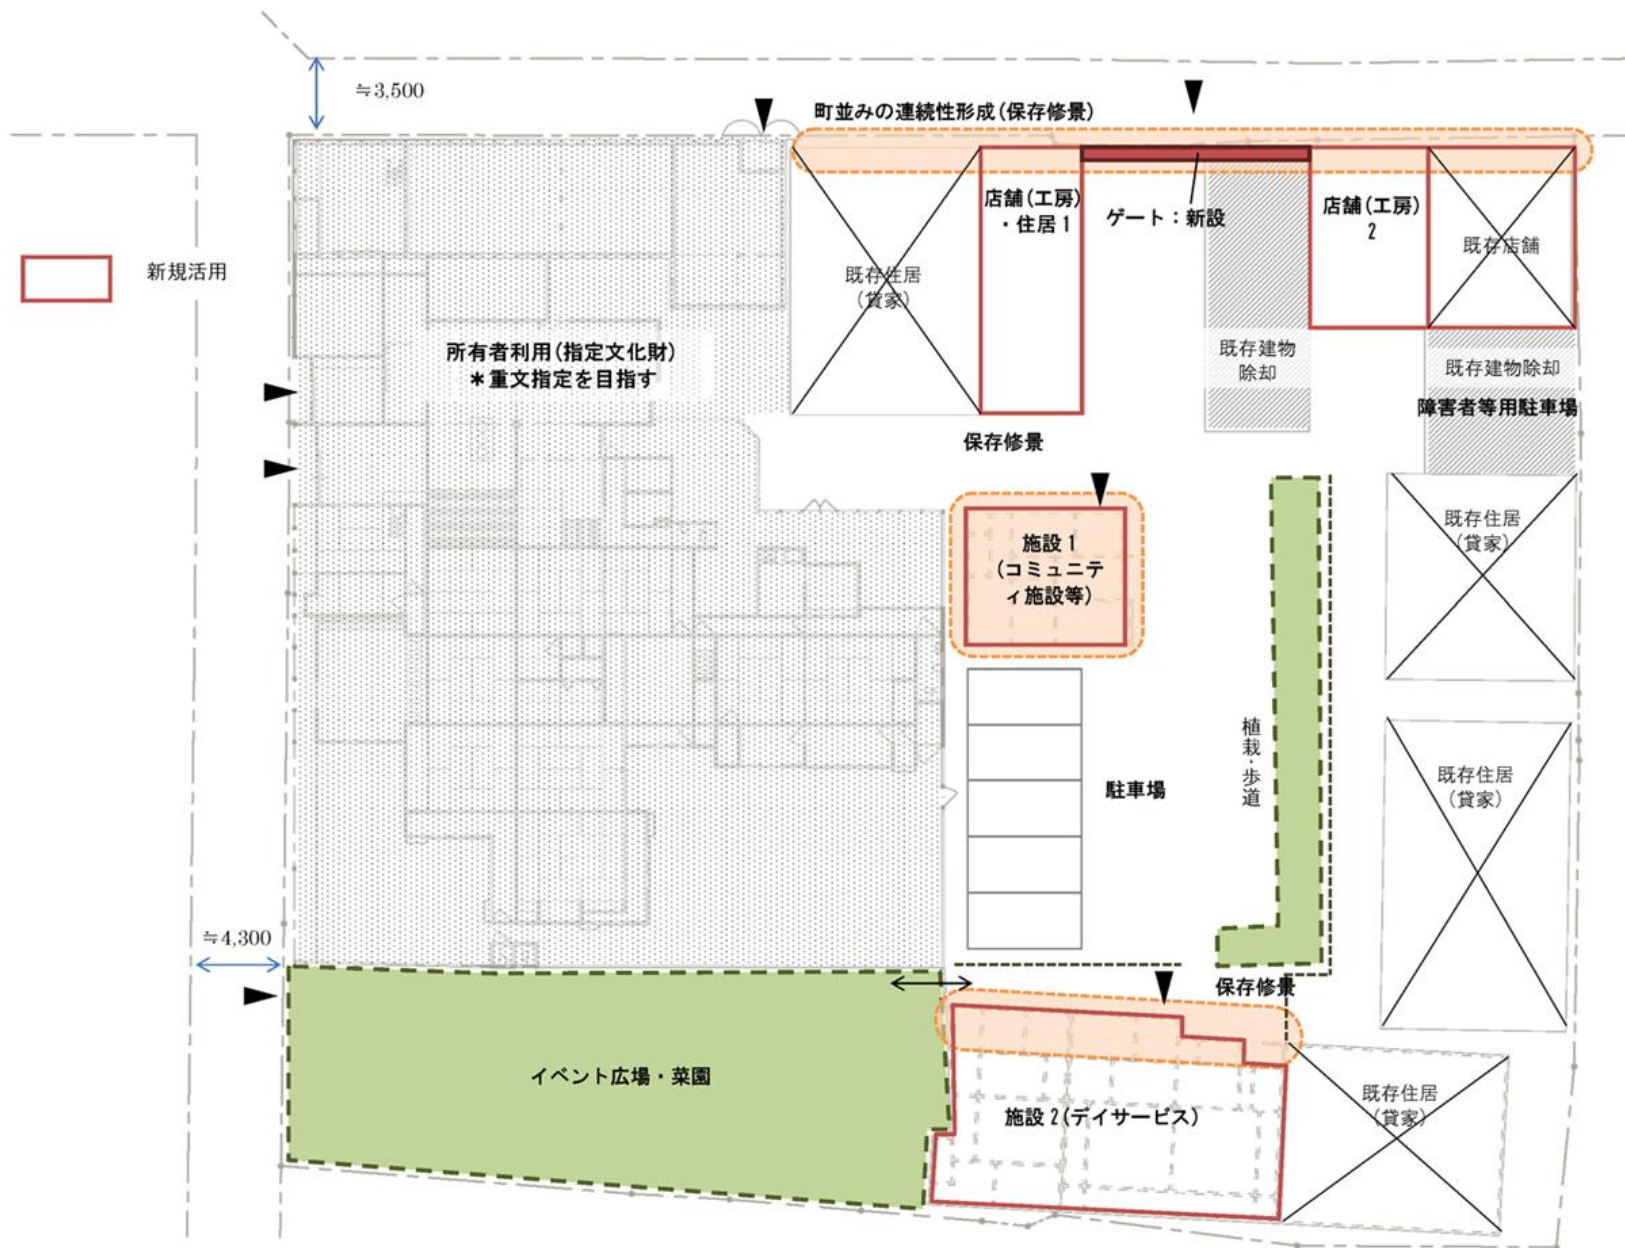 ≒3,500
町並みの連続性形成(保存修景)
新規活用
店舗(工房)
・住居1
ゲート：新設
店舗(工房)
2
既存店舗
既存住居
(貸家)
所有者利用(指定文化財)
＊重文指定を目指す
既存建物
除却
既存建物除却
障害者等用駐車場
保存修景
既存住居
(貸家)
施設1
(コミュニテ
ィ施設等)
植栽・歩道
駐車場
既存住居
(貸家)
≒4,300
保存修景
イベント広場・菜園
施設2(デイサービス)
既存住居
(貸家)